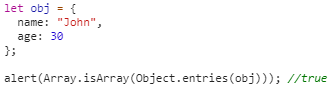 let obj = {
  name: "John",
  age: 30
};
alert(Array.isArray(Object.entries(obj))); //true